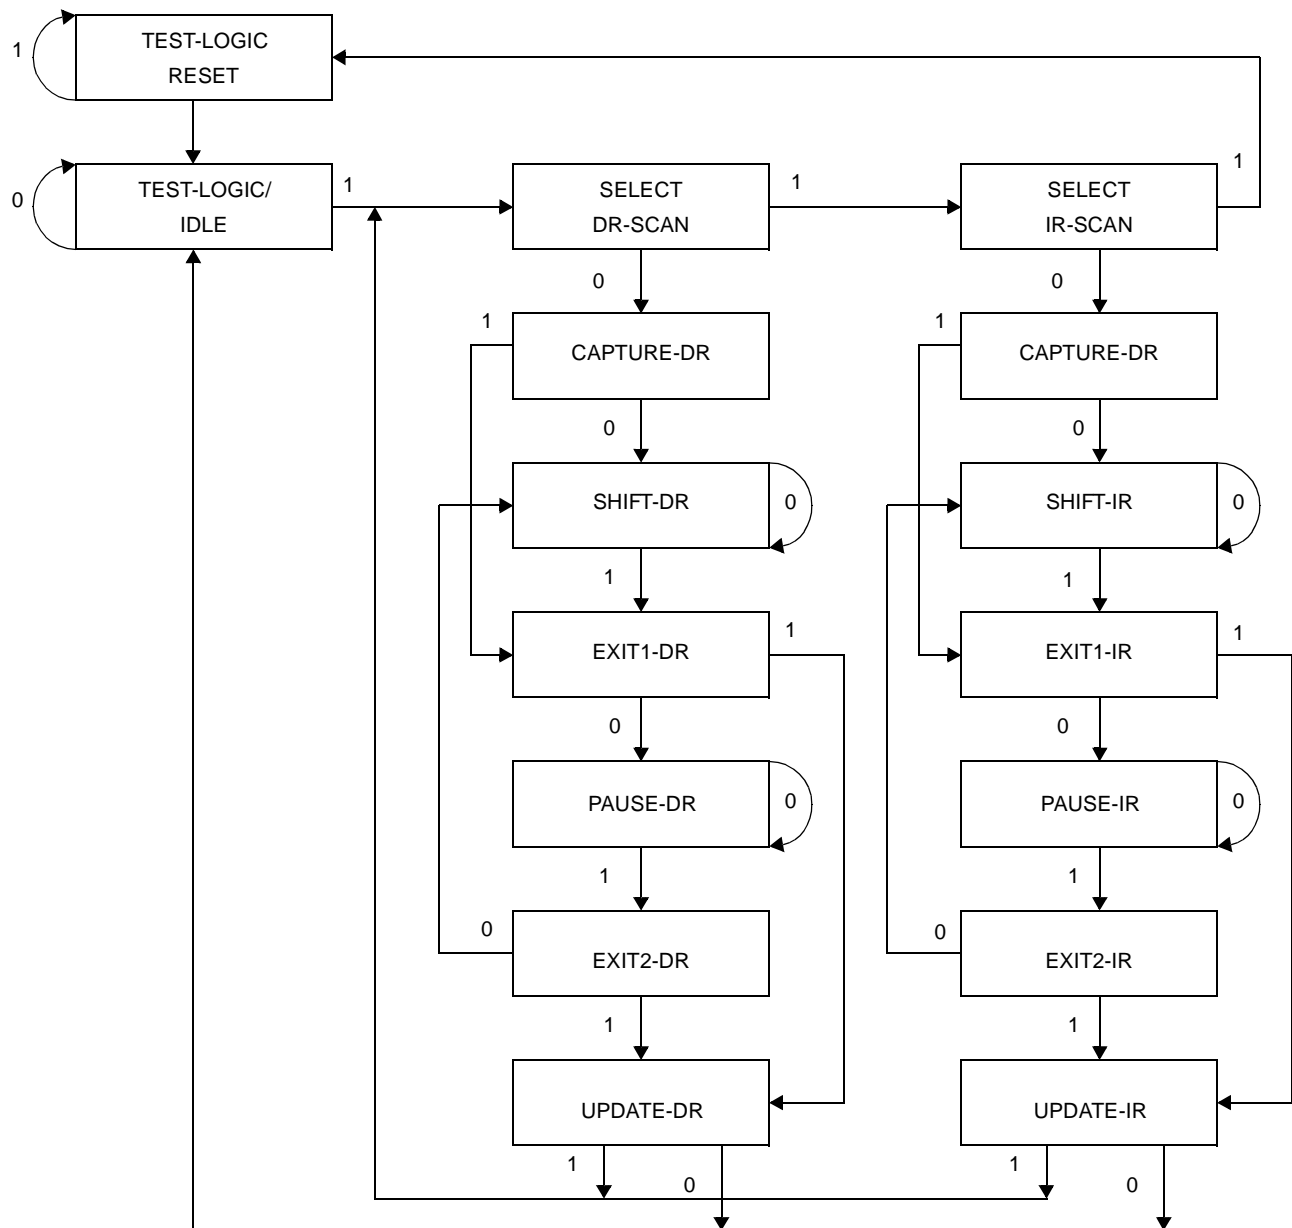 1
TEST-LOGIC
RESET
0
TEST-LOGIC/
IDLE
1
SELECT
DR-SCAN
1
SELECT
IR-SCAN
1
0
0
1
CAPTURE-DR
1
CAPTURE-DR
0
0
SHIFT-DR
0
SHIFT-IR
0
1
1
EXIT1-DR
1
EXIT1-IR
1
0
0
PAUSE-DR
0
PAUSE-IR
0
1
1
0
EXIT2-DR
0
EXIT2-IR
1
1
UPDATE-DR
UPDATE-IR
1
0
1
0